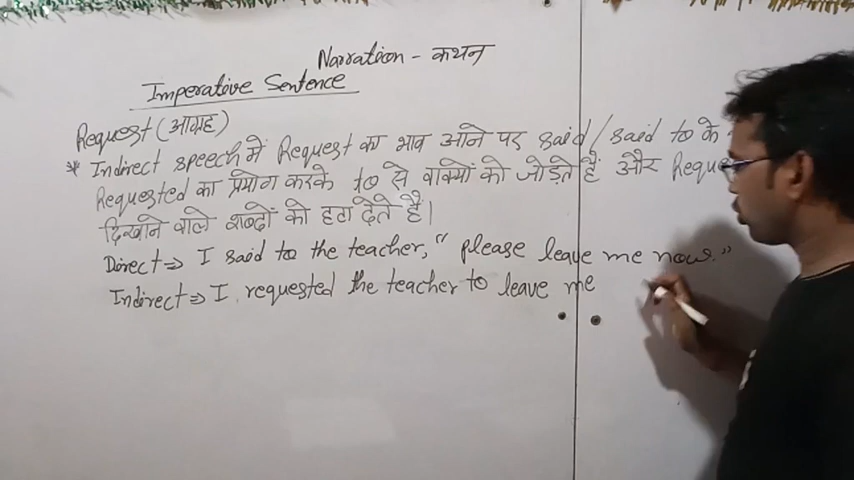 Narration - कथन
Imperative Sentence
Request (आग्रह)
* Indirect speech में Request का भाव आने पर said / said to के
Requested का प्रयोग करके to से वाक्यों को जोड़ते हैं और Reque
दिखाने वाले शब्दों को हटा देते हैं।
Direct ⇒ I said to the teacher, "please leave me now."
Indirect ⇒ I requested the teacher to leave me